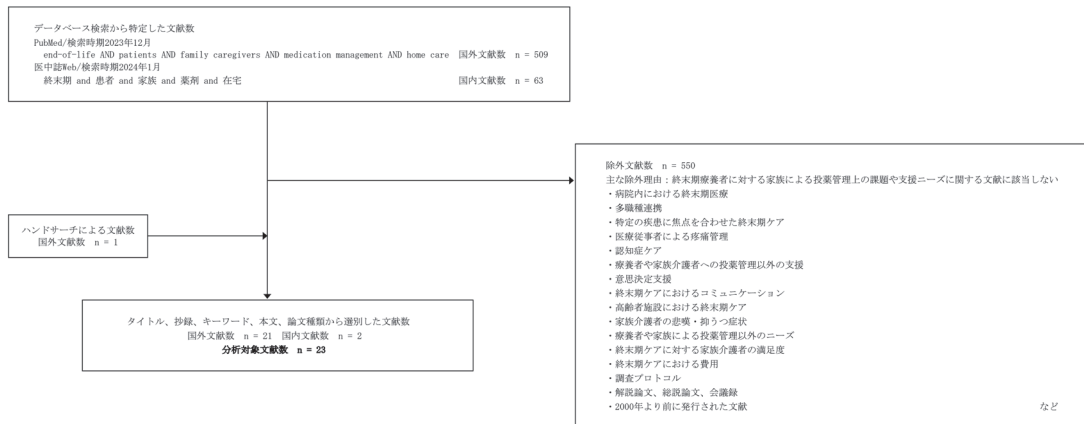 データベース検索から特定した文献数
PubMed/検索時期2023年12月
end-of-life AND patients AND family caregivers AND medication management AND home care 国外文献数 n = 509
医中誌Web/検索時期2024年1月
終末期 and 患者 and 家族 and 薬剤 and 在宅 国内文献数 n = 63
除外文献数 n = 550
主な除外理由：終末期療養者に対する家族による投薬管理上の課題や支援ニーズに関する文献に該当しない
・病院内における終末期医療
・多職種連携
・特定の疾患に焦点を合わせた終末期ケア
・医療従事者による疼痛管理
・認知症ケア
・療養者や家族介護者への投薬管理以外の支援
・意思決定支援
・終末期ケアにおけるコミュニケーション
・高齢者施設における終末期ケア
・家族介護者の悲嘆・抑うつ症状
・療養者や家族による投薬管理以外のニーズ
・終末期ケアに対する家族介護者の満足度
・終末期ケアにおける費用
・調査プロトコル
・解説論文、総説論文、会議録
・2000年より前に発行された文献 など
ハンドサーチによる文献数
国外文献数 n = 1
タイトル、抄録、キーワード、本文、論文種類から選別した文献数
国外文献数 n = 21 国内文献数 n = 2
分析対象文献数 n = 23